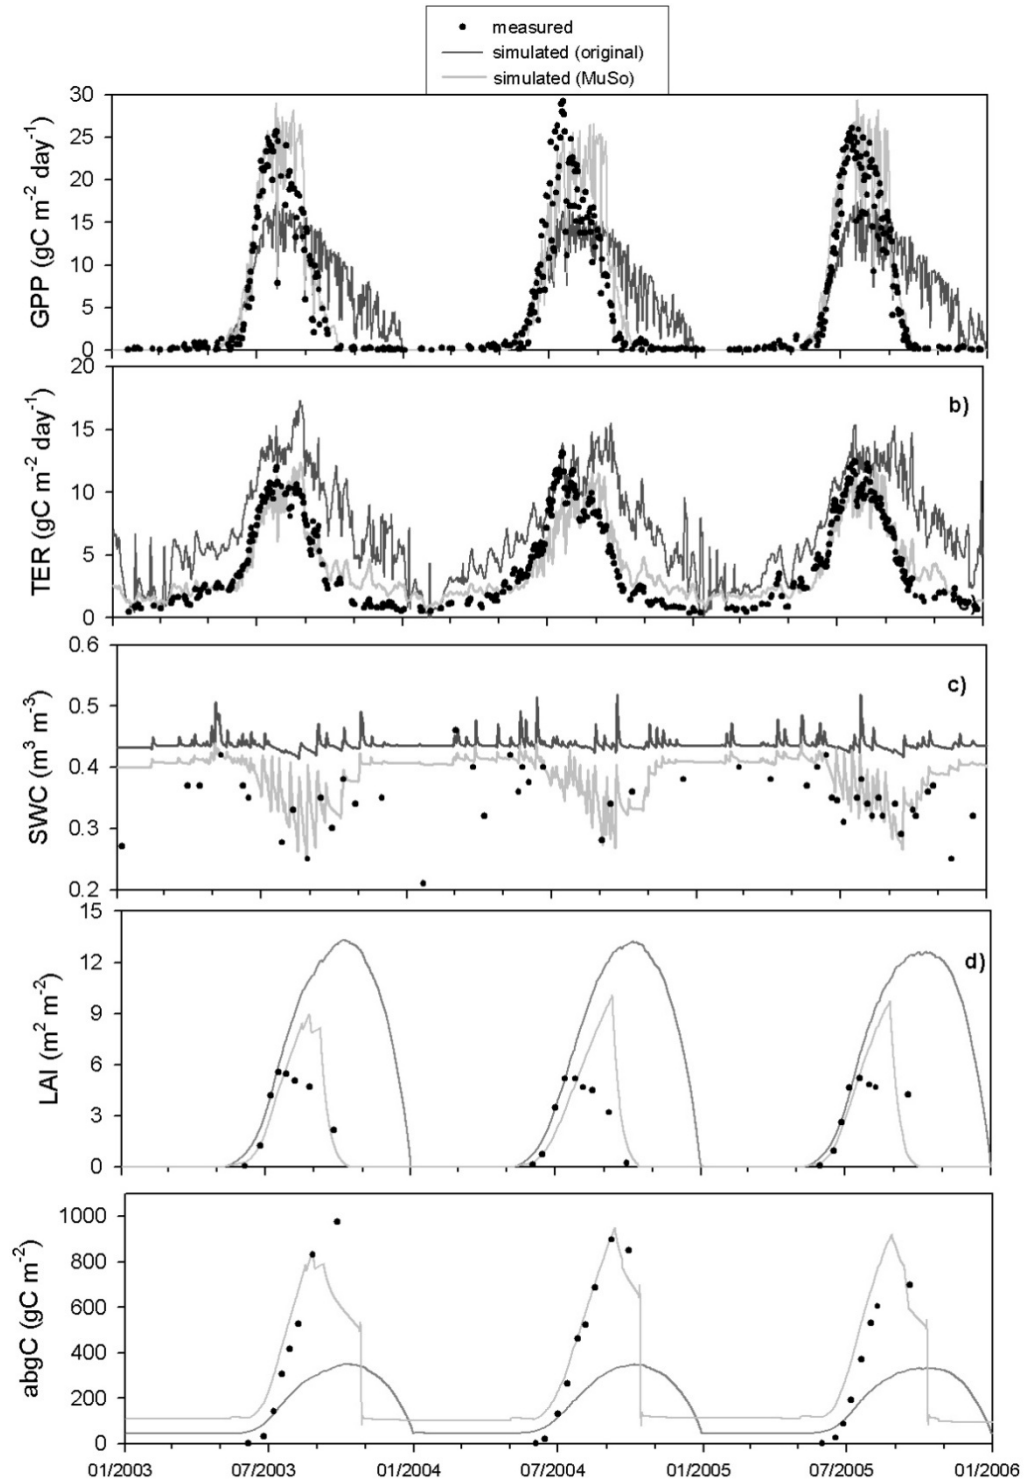 measured
simulated (original)
simulated (MuSo)
GPP (gC m⁻² day⁻¹)
30
25
20
15
10
5
0
TER (gC m⁻² day⁻¹)
b)
20
15
10
5
0
SWC (m³ m⁻³)
c)
0.6
0.5
0.4
0.3
0.2
LAI (m² m⁻²)
d)
15
12
9
6
3
0
abgC (gC m⁻²)
1000
800
600
400
200
0
01/2003 07/2003 01/2004 07/2004 01/2005 07/2005 01/2006